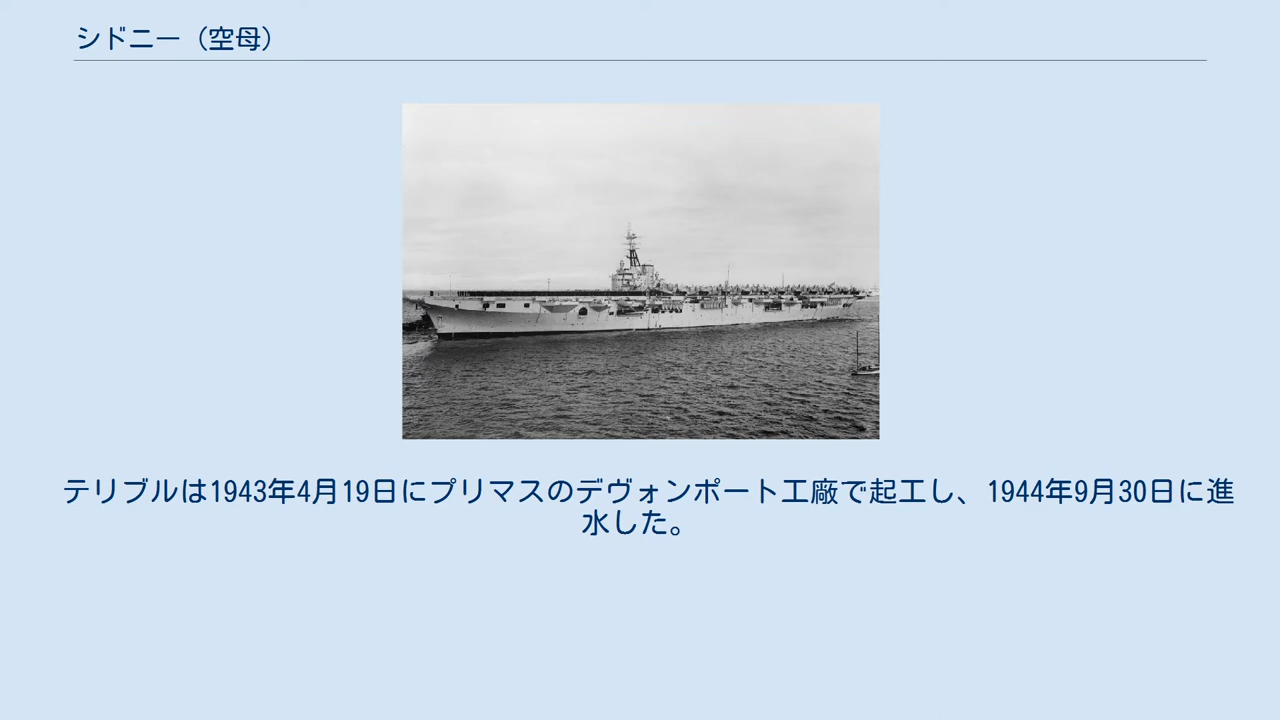 シドニー（空母）
テリブルは1943年4月19日にプリマスのデヴォンポート工廠で起工し、1944年9月30日に進
水した。